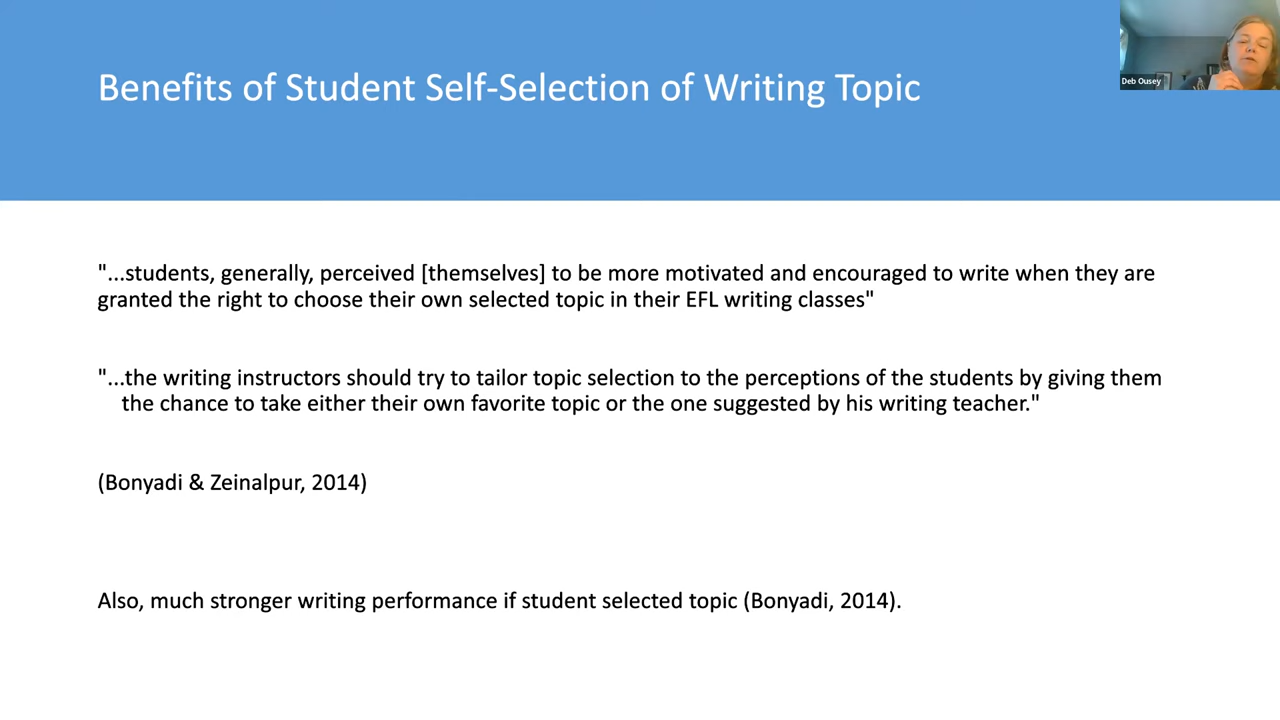 Benefits of Student Self-Selection of Writing Topic
Deb Ousey
"...students, generally, perceived [themselves] to be more motivated and encouraged to write when they are
granted the right to choose their own selected topic in their EFL writing classes"
"...the writing instructors should try to tailor topic selection to the perceptions of the students by giving them
the chance to take either their own favorite topic or the one suggested by his writing teacher."
(Bonyadi & Zeinalpur, 2014)
Also, much stronger writing performance if student selected topic (Bonyadi, 2014).